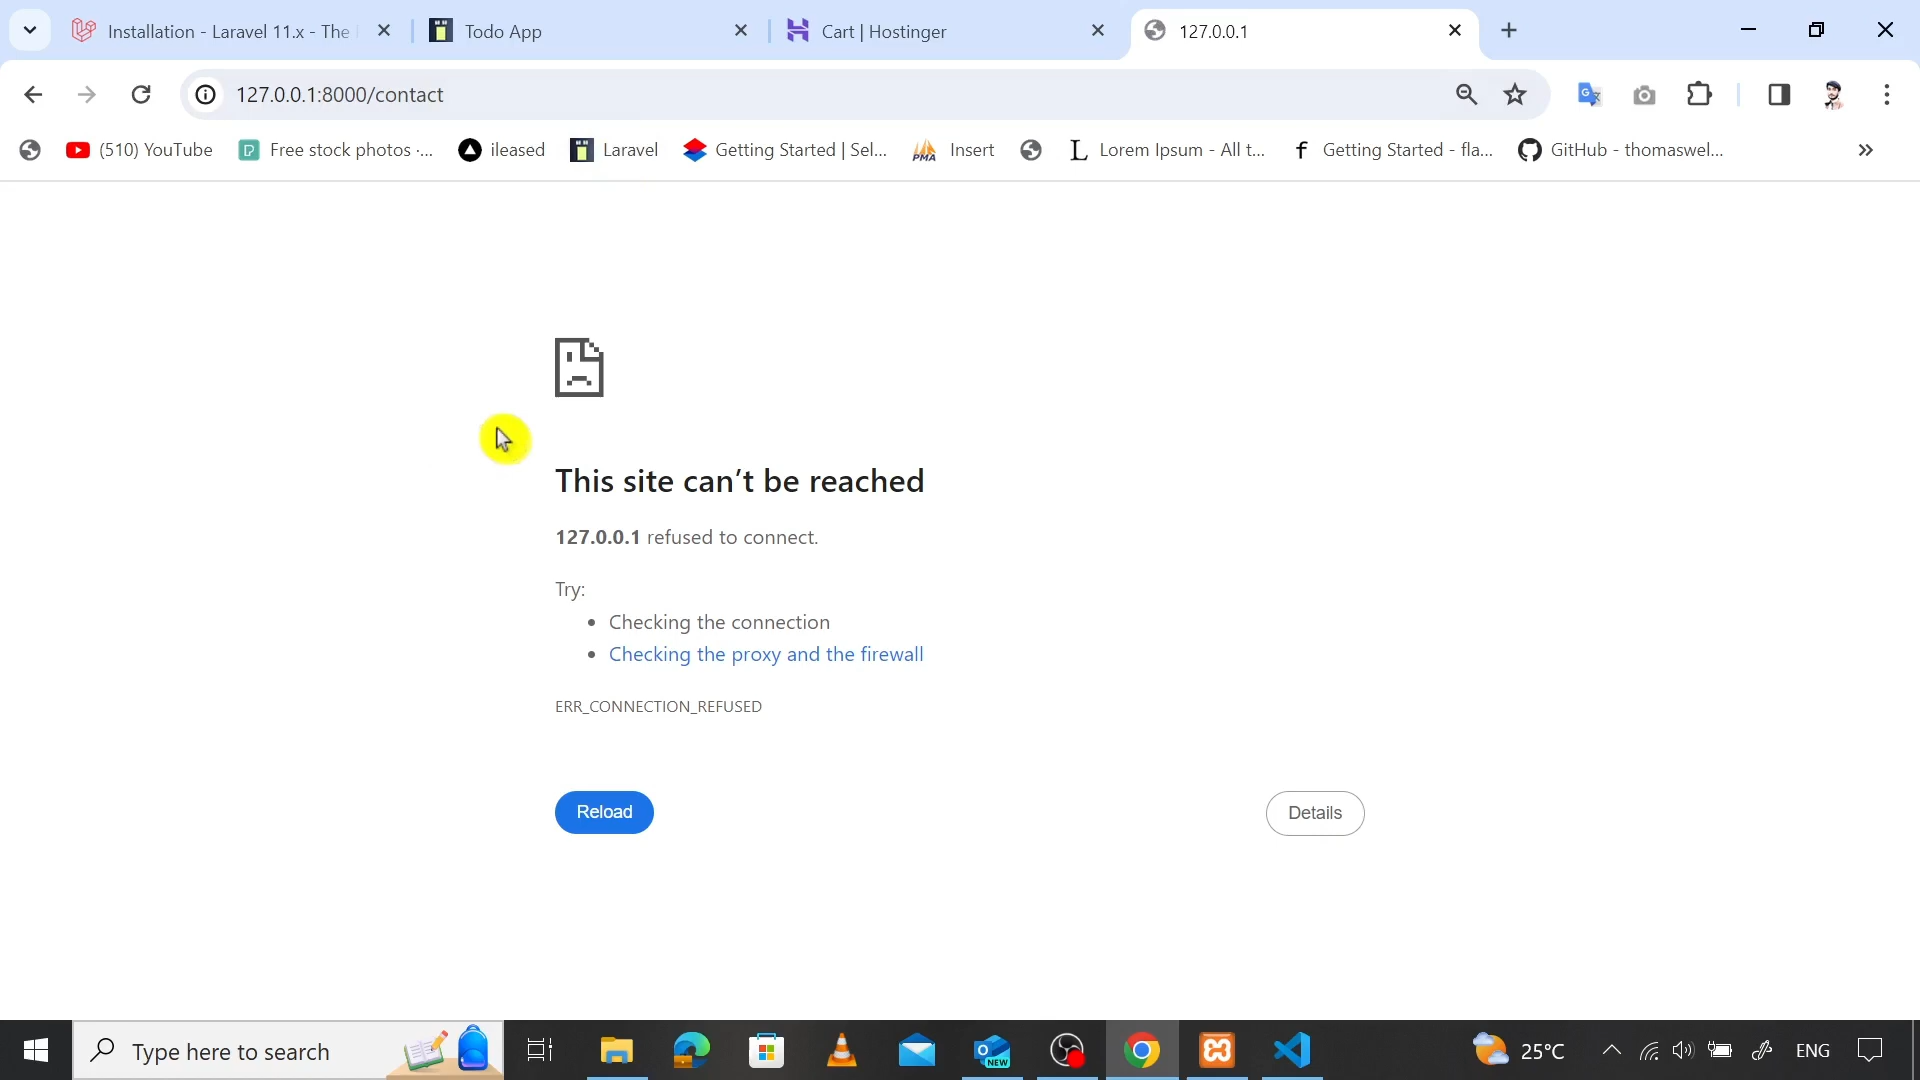 Installation - Laravel 11.x - The
Todo App
Cart | Hostinger
127.0.0.1
127.0.0.1:8000/contact
(510) YouTube
Free stock photos ·...
ileased
Laravel
Getting Started | Sel...
PMA
Insert
L
Lorem Ipsum - All t...
f
Getting Started - fla...
GitHub - thomaswel...
This site can’t be reached
127.0.0.1 refused to connect.
Try:
• Checking the connection
• Checking the proxy and the firewall
ERR_CONNECTION_REFUSED
Reload
Details
Type here to search
NEW
25°C
ENG